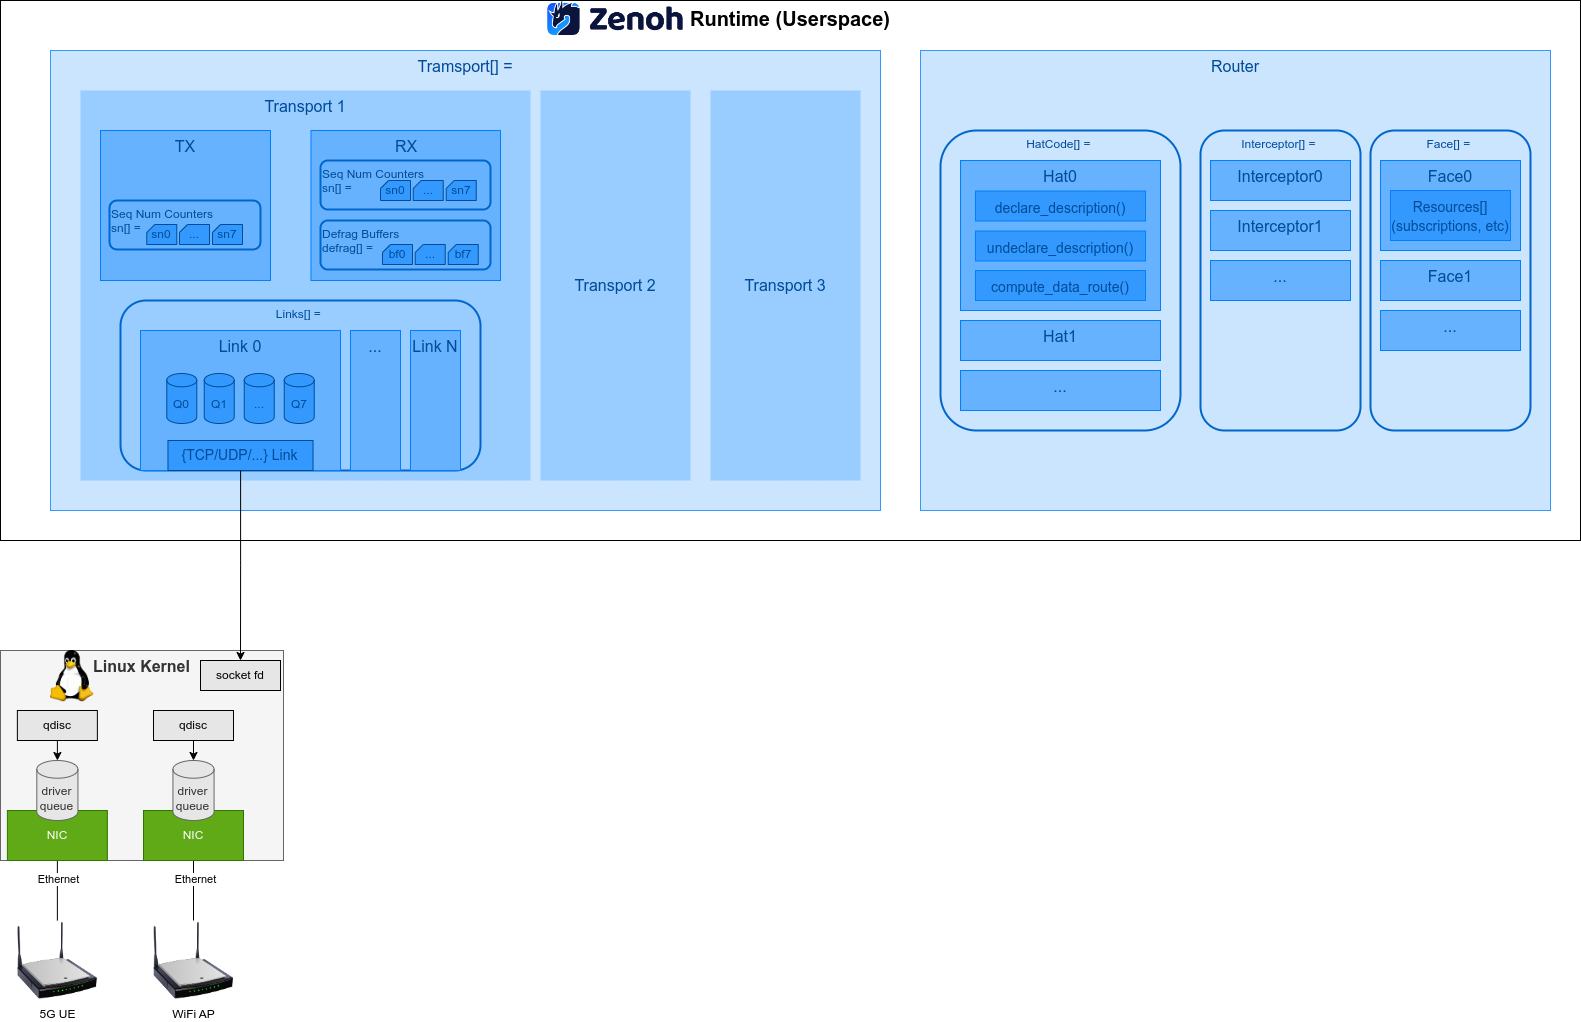 Zenoh Runtime (Userspace)
Tramsport[] =
Transport 1
TX
Seq Num Counters
sn[] =
sn0
...
sn7
RX
Seq Num Counters
sn[] =
sn0
...
sn7
Defrag Buffers
defrag[] =
bf0
...
bf7
Links[] =
Link 0
Q0
Q1
...
Q7
{TCP/UDP/...} Link
...
Link N
Transport 2
Transport 3
Router
HatCode[] =
Hat0
declare_description()
undeclare_description()
compute_data_route()
Hat1
...
Interceptor[] =
Interceptor0
Interceptor1
...
Face[] =
Face0
Resources[]
(subscriptions, etc)
Face1
...
Linux Kernel
socket fd
qdisc
qdisc
driver
queue
driver
queue
NIC
NIC
Ethernet
Ethernet
5G UE
WiFi AP